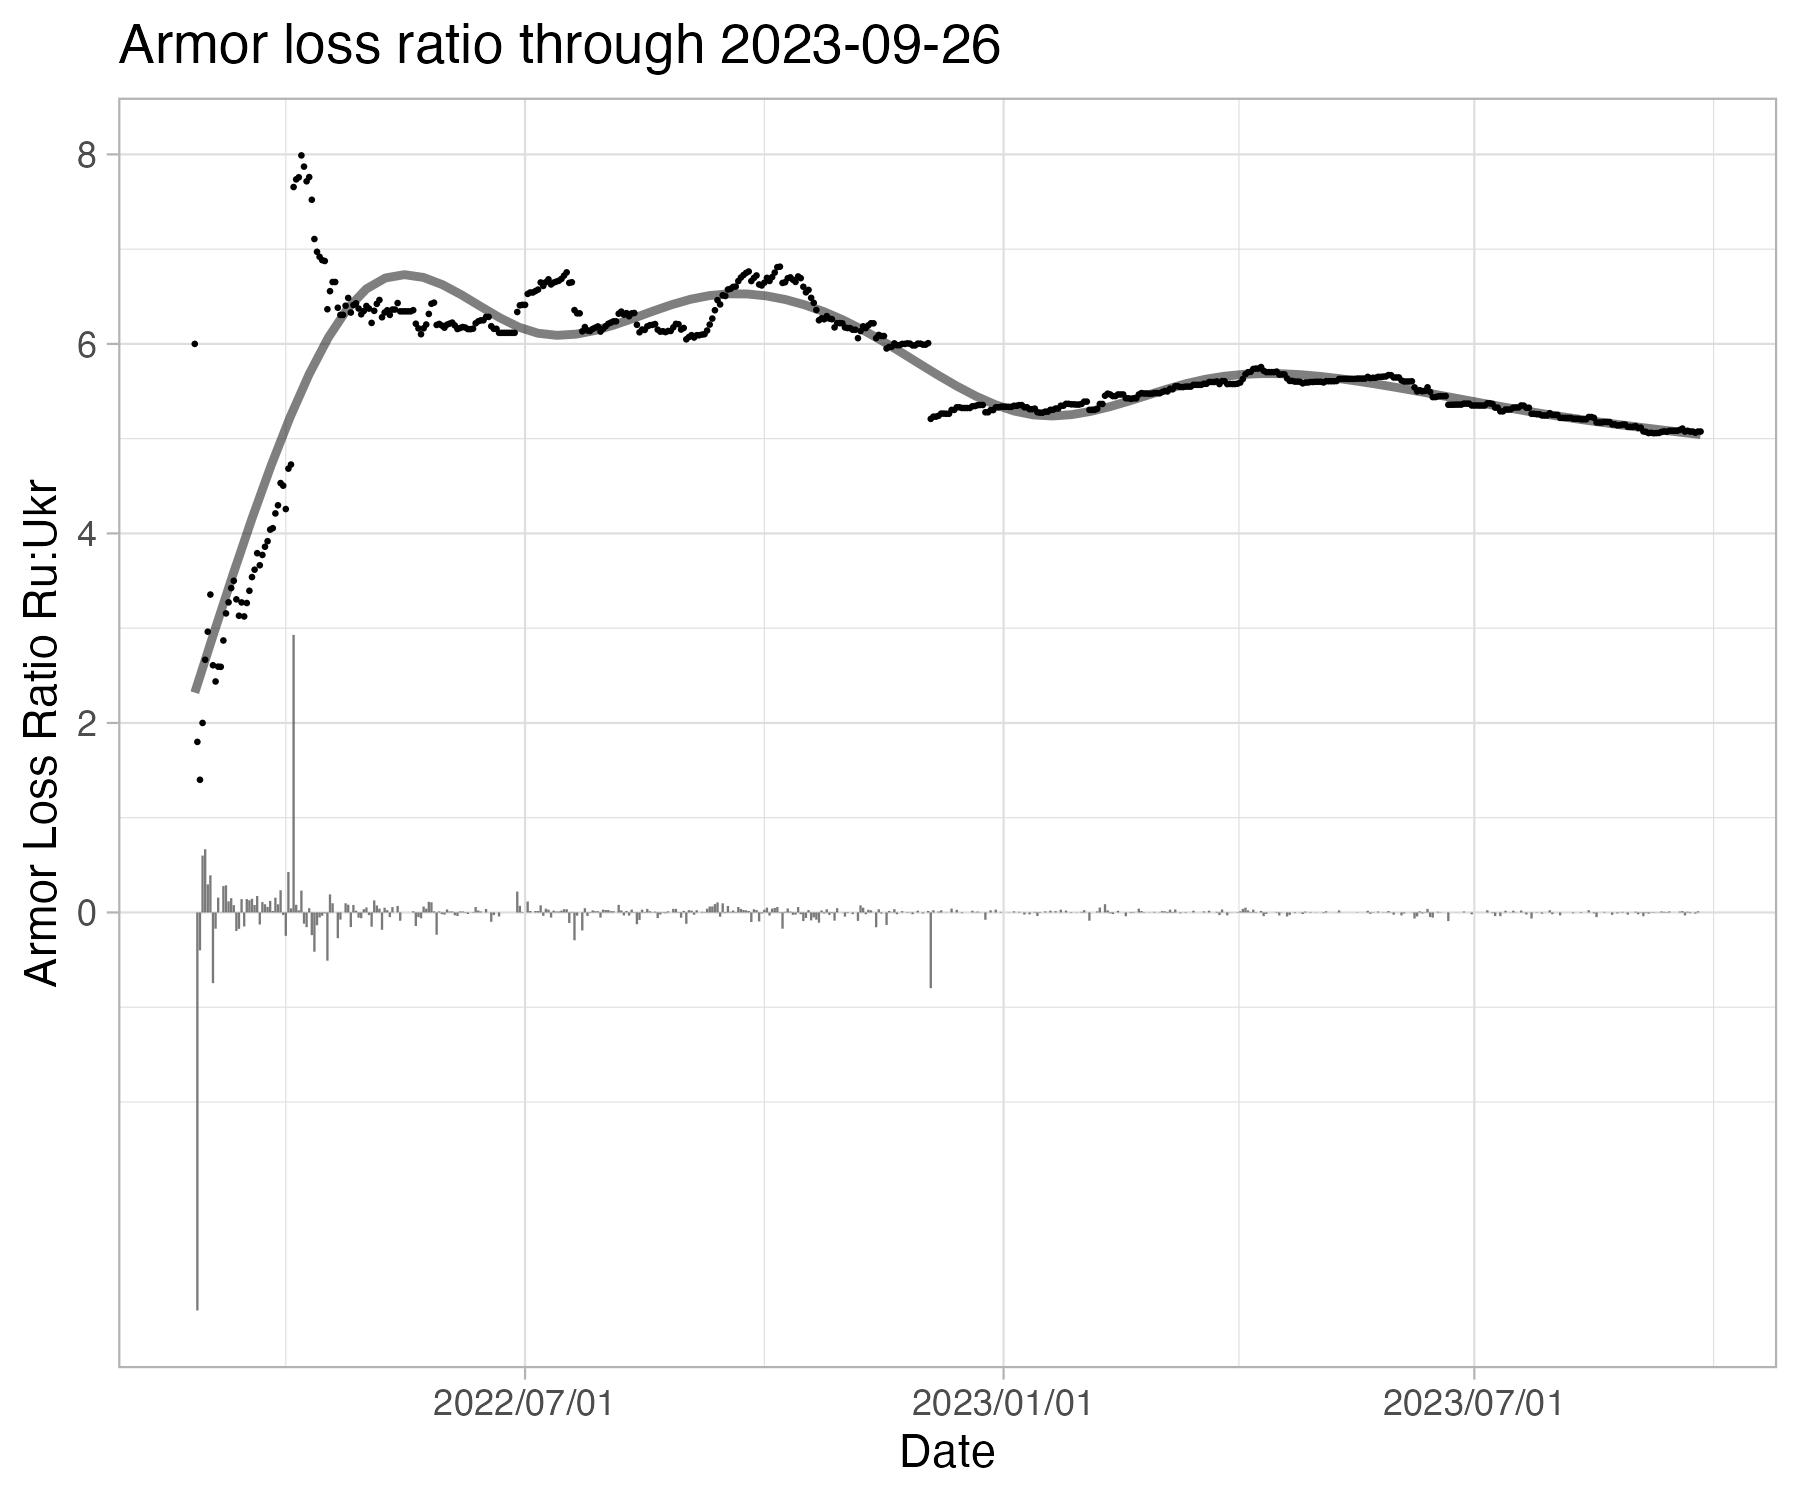 Armor loss ratio through 2023-09-26
Armor Loss Ratio Ru:Ukr
8
6
4
2
0
2022/07/01
2023/01/01
2023/07/01
Date